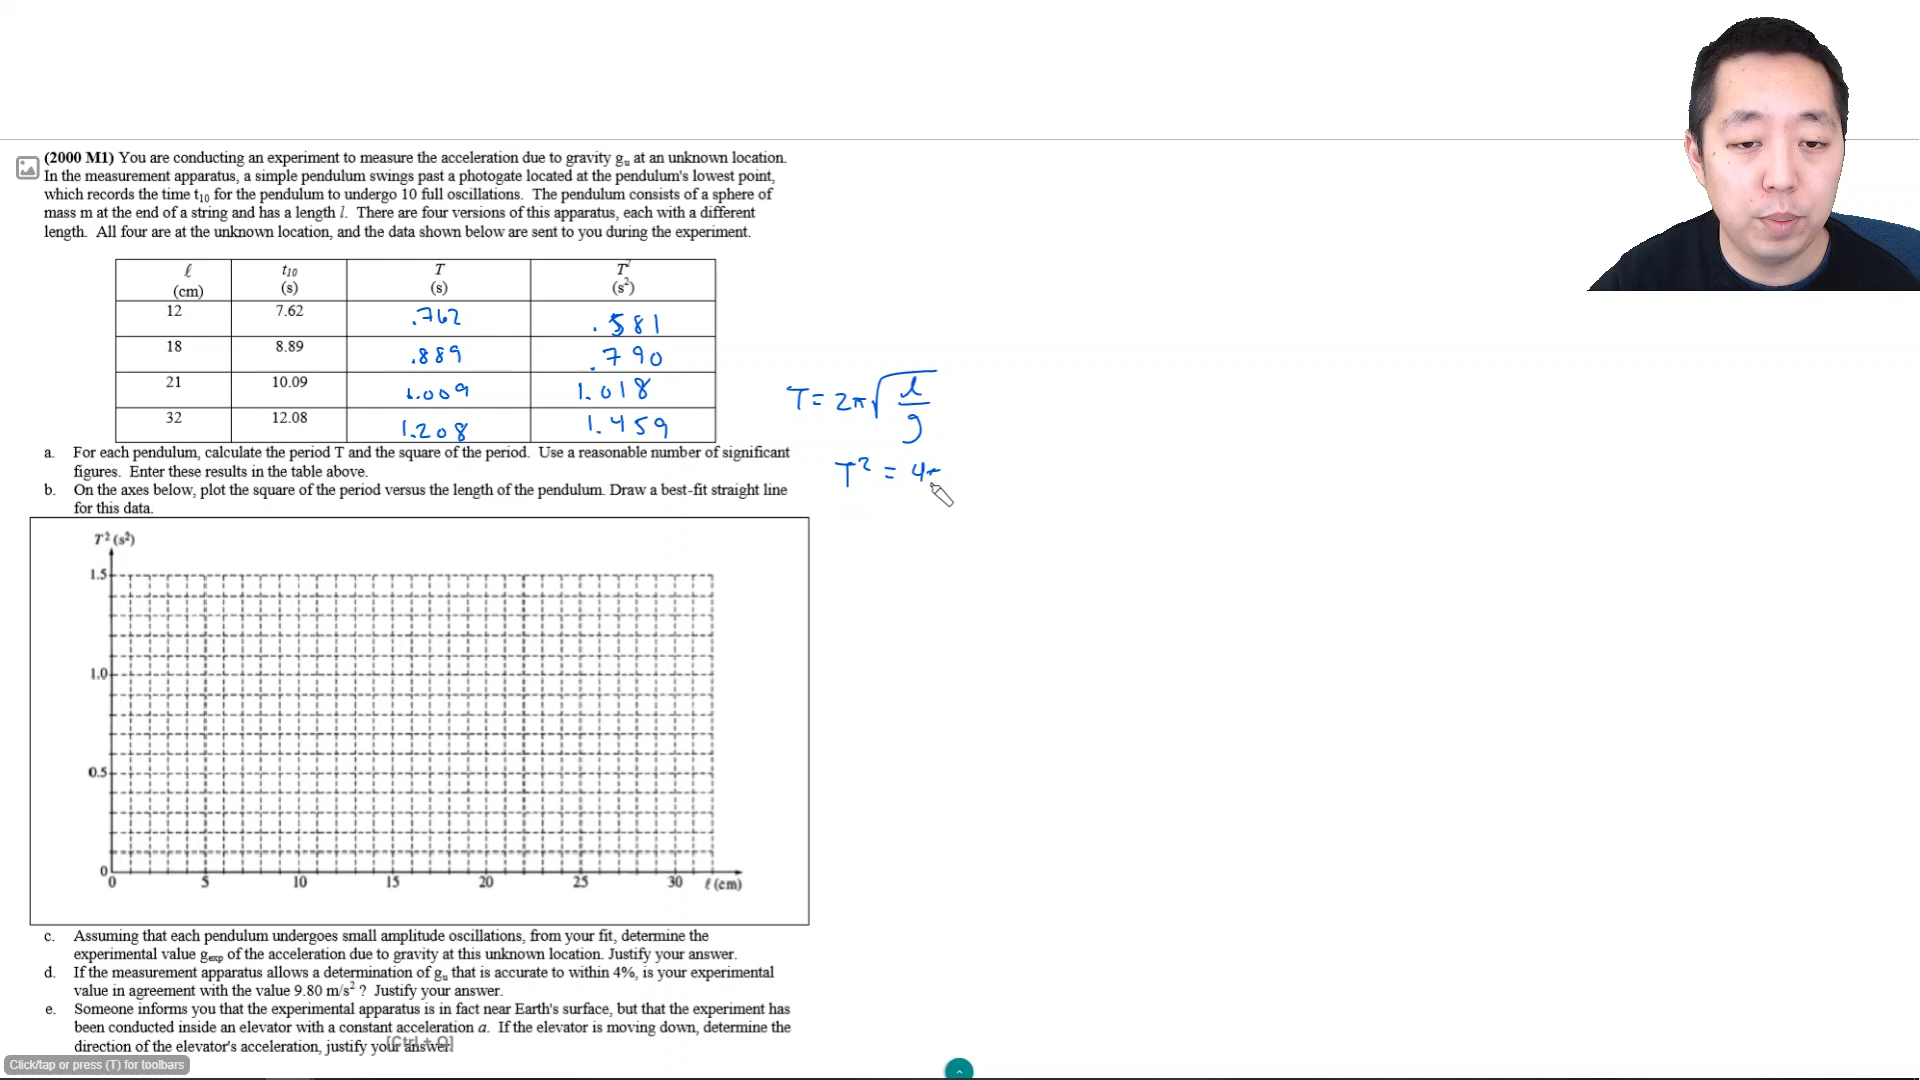 (2000 M1) You are conducting an experiment to measure the acceleration due to gravity gᵤ at an unknown location.
In the measurement apparatus, a simple pendulum swings past a photogate located at the pendulum's lowest point,
which records the time t₁₀ for the pendulum to undergo 10 full oscillations. The pendulum consists of a sphere of
mass m at the end of a string and has a length l. There are four versions of this apparatus, each with a different
length. All four are at the unknown location, and the data shown below are sent to you during the experiment.
ℓ t₁₀ T T²
(cm) (s) (s) (s²)
12 7.62 .762 .581
18 8.89 .889 .790
21 10.09 1.009 1.018
32 12.08 1.208 1.459
T = 2π√(l/g)
T² = 4
a. For each pendulum, calculate the period T and the square of the period. Use a reasonable number of significant
figures. Enter these results in the table above.
b. On the axes below, plot the square of the period versus the length of the pendulum. Draw a best-fit straight line
for this data.
T² (s²)
1.5
1.0
0.5
0
0 5 10 15 20 25 30 ℓ (cm)
c. Assuming that each pendulum undergoes small amplitude oscillations, from your fit, determine the
experimental value gexp of the acceleration due to gravity at this unknown location. Justify your answer.
d. If the measurement apparatus allows a determination of gᵤ that is accurate to within 4%, is your experimental
value in agreement with the value 9.80 m/s² ? Justify your answer.
e. Someone informs you that the experimental apparatus is in fact near Earth's surface, but that the experiment has
been conducted inside an elevator with a constant acceleration a. If the elevator is moving down, determine the
direction of the elevator's acceleration, justify your answer.
Click/tap or press (T) for toolbars